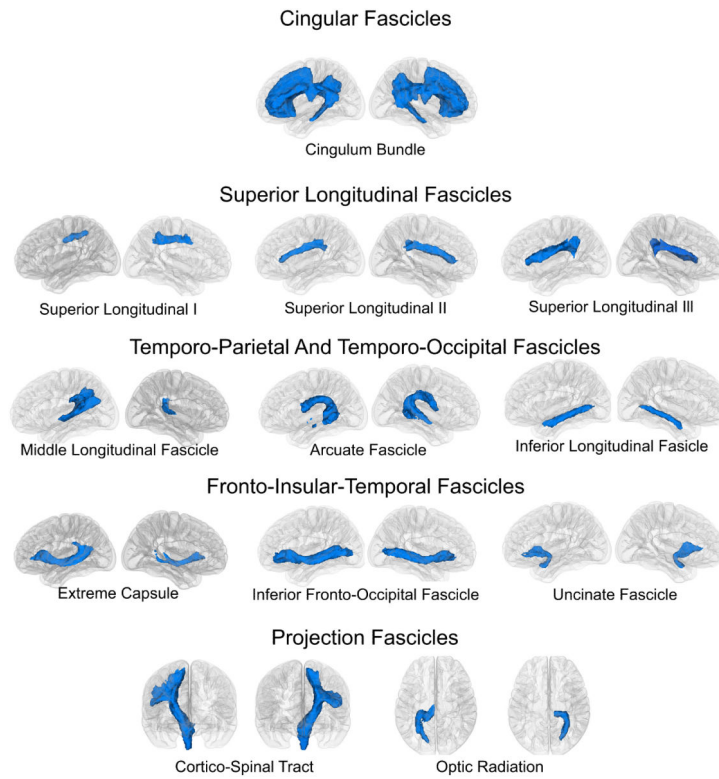 Cingular Fascicles
Cingulum Bundle
Superior Longitudinal Fascicles
Superior Longitudinal I
Superior Longitudinal II
Superior Longitudinal III
Temporo-Parietal And Temporo-Occipital Fascicles
Middle Longitudinal Fascicle
Arcuate Fascicle
Inferior Longitudinal Fasicle
Fronto-Insular-Temporal Fascicles
Extreme Capsule
Inferior Fronto-Occipital Fascicle
Uncinate Fascicle
Projection Fascicles
Cortico-Spinal Tract
Optic Radiation